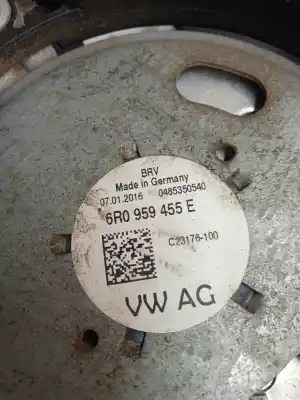 BRV
Made in Germany
07.01.2016 0485350540
6R0 959 455 E
C23176-100
VW AG